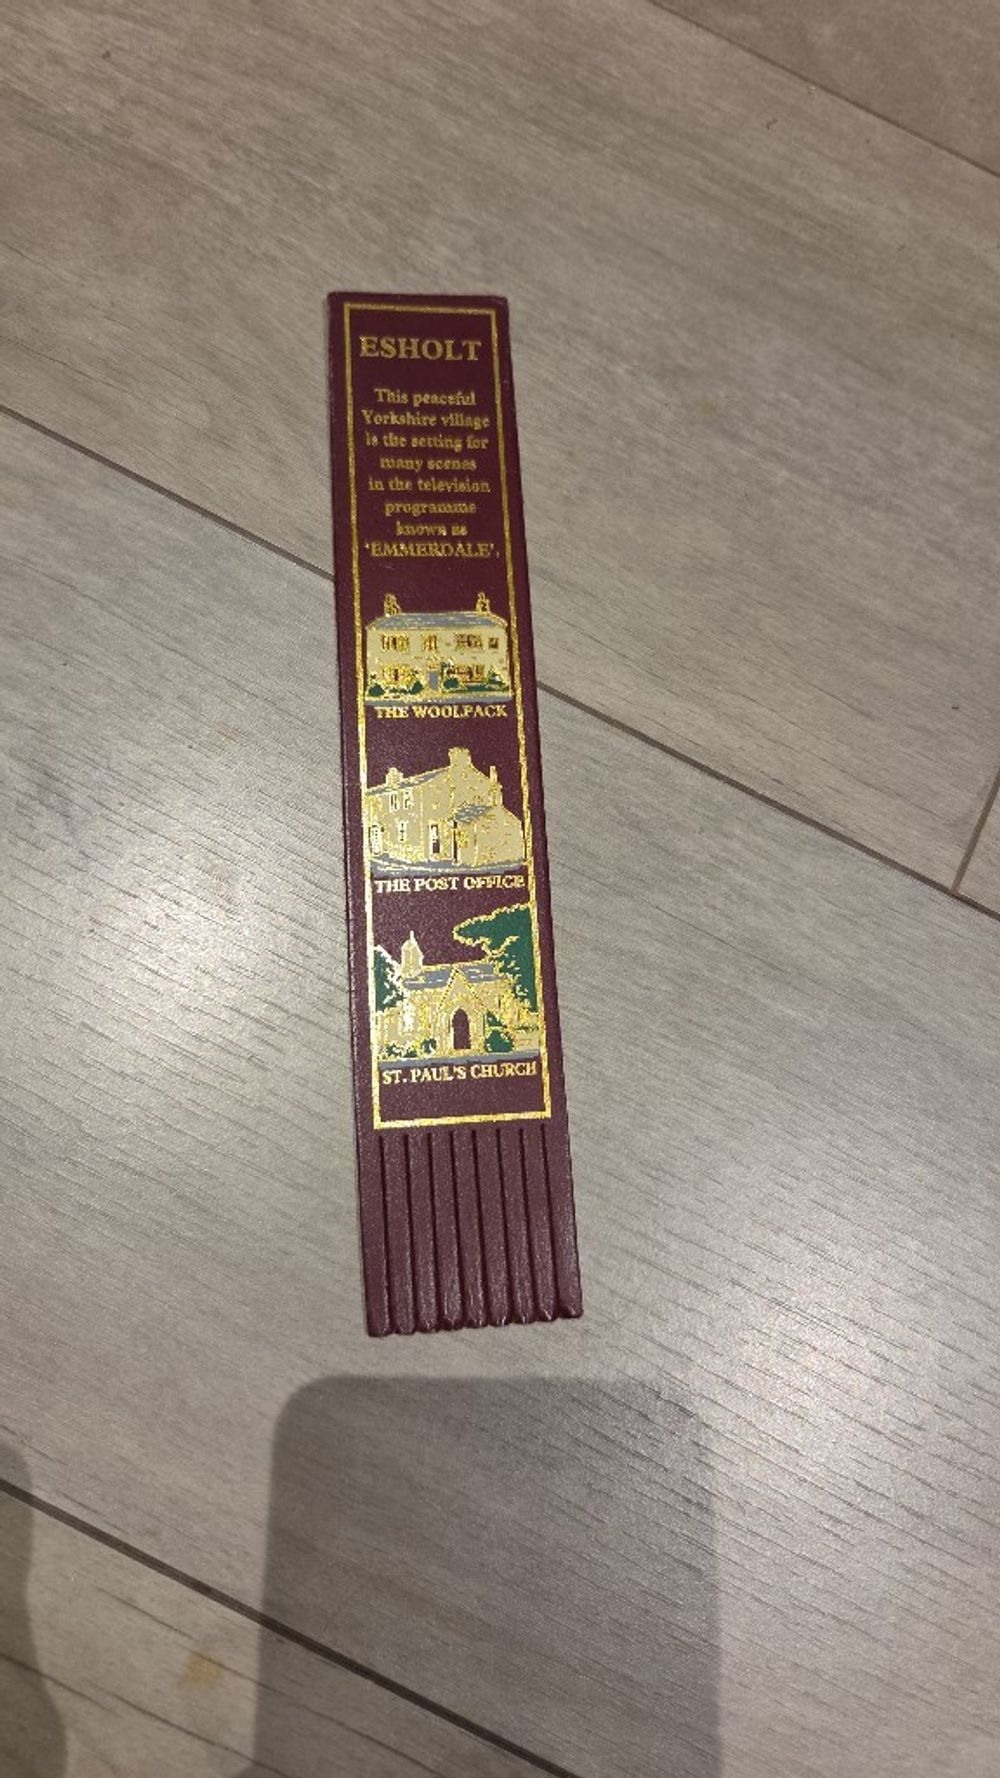 ESHOLT
This peaceful
Yorkshire village
is the setting for
many scenes
in the television
programme
known as
'EMMERDALE'.
THE WOOLPACK
THE POST OFFICE
ST. PAUL'S CHURCH